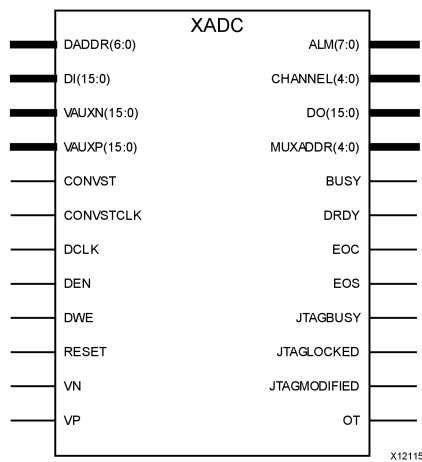 XADC
DADDR(6:0) ALM(7:0)
DI(15:0) CHANNEL(4:0)
VAUXN(15:0) DO(15:0)
VAUXP(15:0) MUXADDR(4:0)
CONVST BUSY
CONVSTCLK DRDY
DCLK EOC
DEN EOS
DWE JTAGBUSY
RESET JTAGLOCKED
VN JTAGMODIFIED
VP OT
X12115